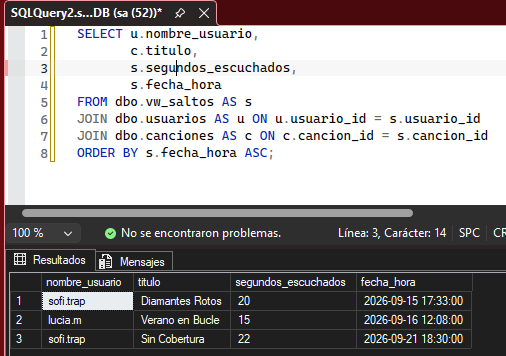 SQLQuery2.s...DB (sa (52))*
1 SELECT u.nombre_usuario,
2 c.titulo,
3 s.segundos_escuchados,
4 s.fecha_hora
5 FROM dbo.vw_saltos AS s
6 JOIN dbo.usuarios AS u ON u.usuario_id = s.usuario_id
7 JOIN dbo.canciones AS c ON c.cancion_id = s.cancion_id
8 ORDER BY s.fecha_hora ASC;
100 % No se encontraron problemas. Línea: 3, Carácter: 14 SPC CR
Resultados Mensajes
nombre_usuario titulo segundos_escuchados fecha_hora
1 sofi.trap Diamantes Rotos 20 2026-09-15 17:33:00
2 lucia.m Verano en Bucle 15 2026-09-16 12:08:00
3 sofi.trap Sin Cobertura 22 2026-09-21 18:30:00